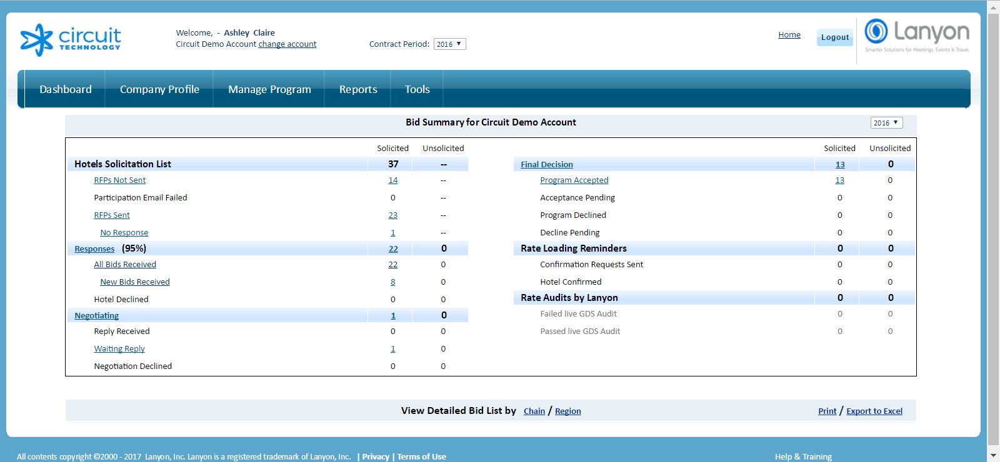 circuit
TECHNOLOGY
Welcome, - Ashley Claire
Circuit Demo Account change account
Contract Period: 2016
Home
Logout
Lanyon
Smarter Solutions for Meetings, Events & Travel.
Dashboard Company Profile Manage Program Reports Tools
Bid Summary for Circuit Demo Account 2016
Solicited Unsolicited
Hotels Solicitation List 37 --
RFPs Not Sent 14 --
Participation Email Failed 0 --
RFPs Sent 23 --
No Response 1 --
Responses (95%) 22 0
All Bids Received 22 0
New Bids Received 8 0
Hotel Declined 0 0
Negotiating 1 0
Reply Received 0 0
Waiting Reply 1 0
Negotiation Declined 0 0
Solicited Unsolicited
Final Decision 13 0
Program Accepted 13 0
Acceptance Pending 0 0
Program Declined 0 0
Decline Pending 0 0
Rate Loading Reminders 0 0
Confirmation Requests Sent 0 0
Hotel Confirmed 0 0
Rate Audits by Lanyon 0 0
Failed live GDS Audit 0 0
Passed live GDS Audit 0 0
View Detailed Bid List by Chain / Region
Print / Export to Excel
All contents copyright ©2000 - 2017 Lanyon, Inc. Lanyon is a registered trademark of Lanyon, Inc. | Privacy | Terms of Use
Help & Training